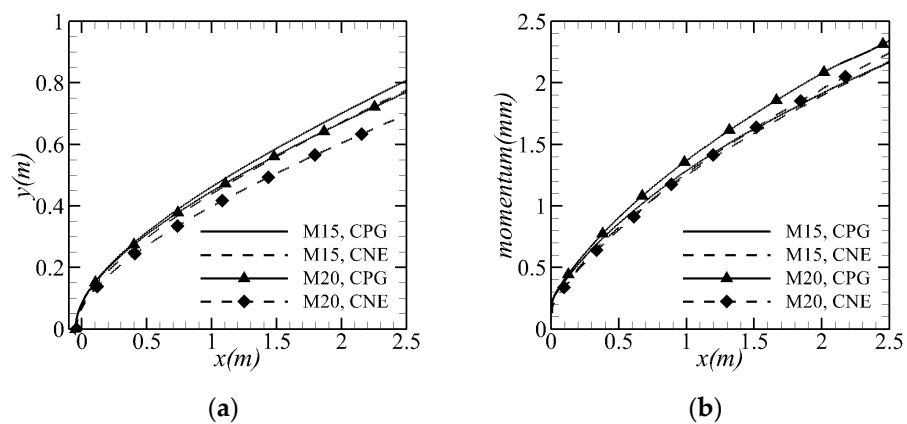 1
0.8
0.6
0.4
0.2
0
y(m)
0 0.5 1 1.5 2 2.5
x(m)
M15, CPG
M15, CNE
M20, CPG
M20, CNE
(a)
2.5
2
1.5
1
0.5
0
momentum(mm)
0 0.5 1 1.5 2 2.5
x(m)
M15, CPG
M15, CNE
M20, CPG
M20, CNE
(b)